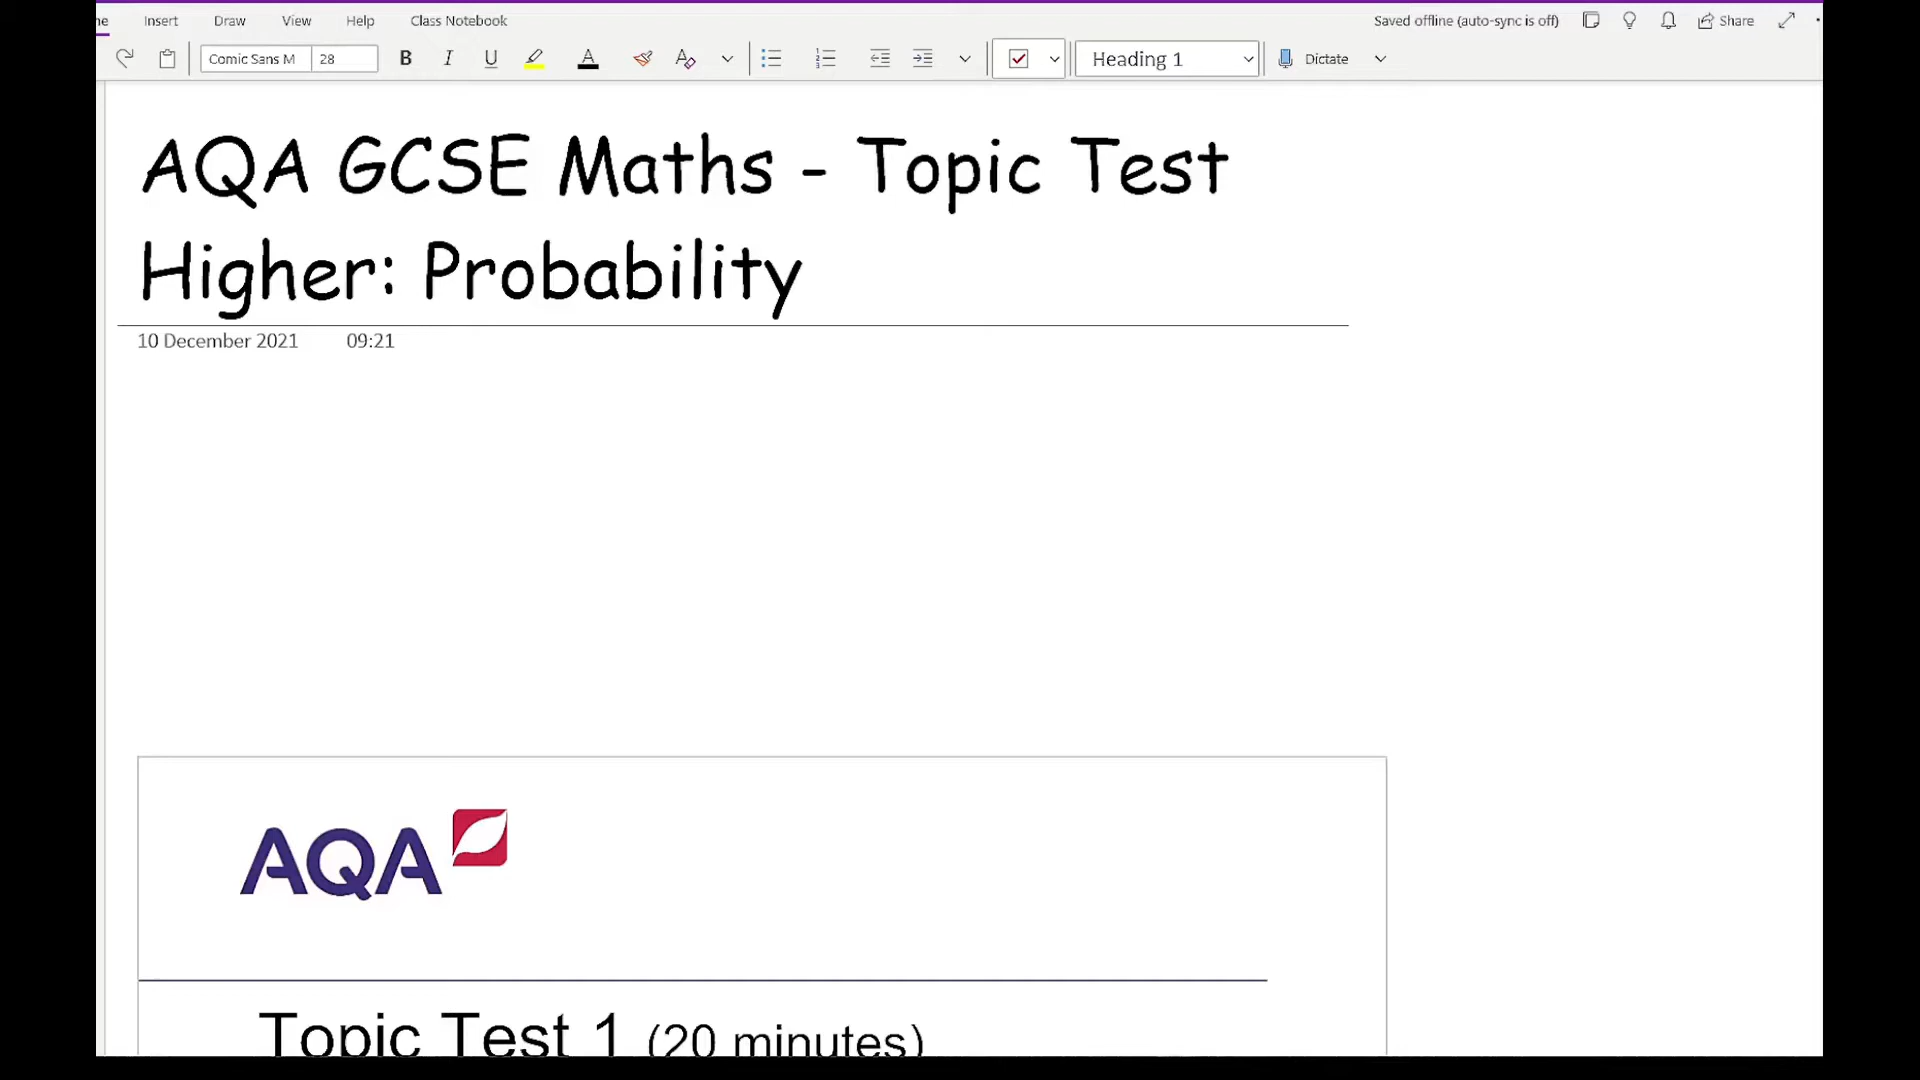 Insert Draw View Help Class Notebook Saved offline (auto-sync is off) Share
Comic Sans M 28 B I U A A Heading 1 Dictate
AQA GCSE Maths - Topic Test
Higher: Probability
10 December 2021 09:21
AQA
Topic Test 1 (20 minutes)